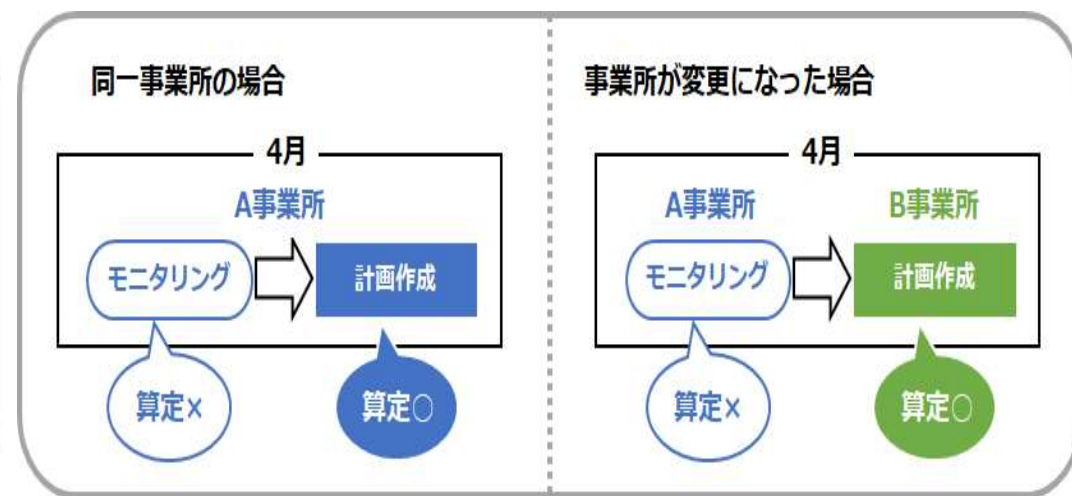 同一事業所の場合
4月
A事業所
モニタリング
計画作成
算定×
算定○
事業所が変更になった場合
4月
A事業所
B事業所
モニタリング
計画作成
算定×
算定○